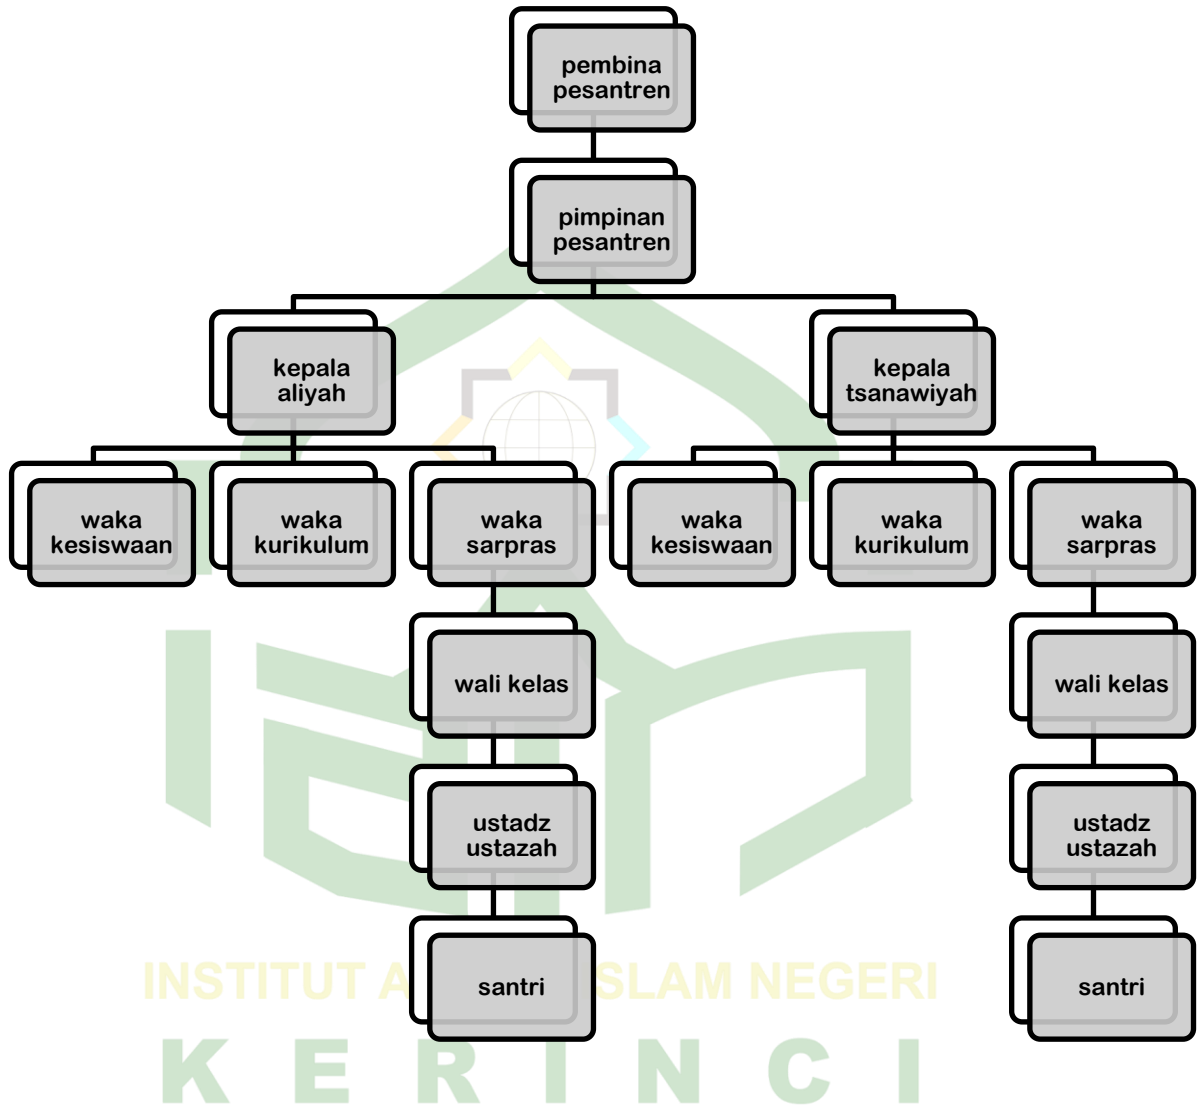 pembina
pesantren
pimpinan
pesantren
kepala
aliyah
kepala
tsanawiyah
waka
kesiswaan
waka
kurikulum
waka
sarpras
waka
kesiswaan
waka
kurikulum
waka
sarpras
wali kelas
wali kelas
ustadz
ustazah
ustadz
ustazah
santri
santri
INSTITUT A SLAM NEGERI
KERINCI